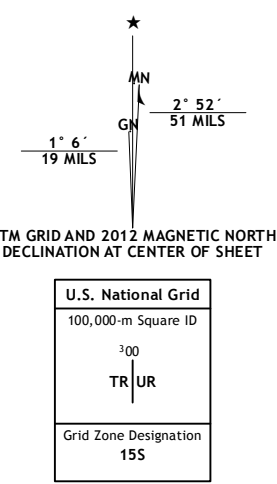 ★
MN
2° 52´
51 MILS
GN
1° 6´
19 MILS
TM GRID AND 2012 MAGNETIC NORTH
DECLINATION AT CENTER OF SHEET
U.S. National Grid
100,000-m Square ID
³00
TR UR
Grid Zone Designation
15S